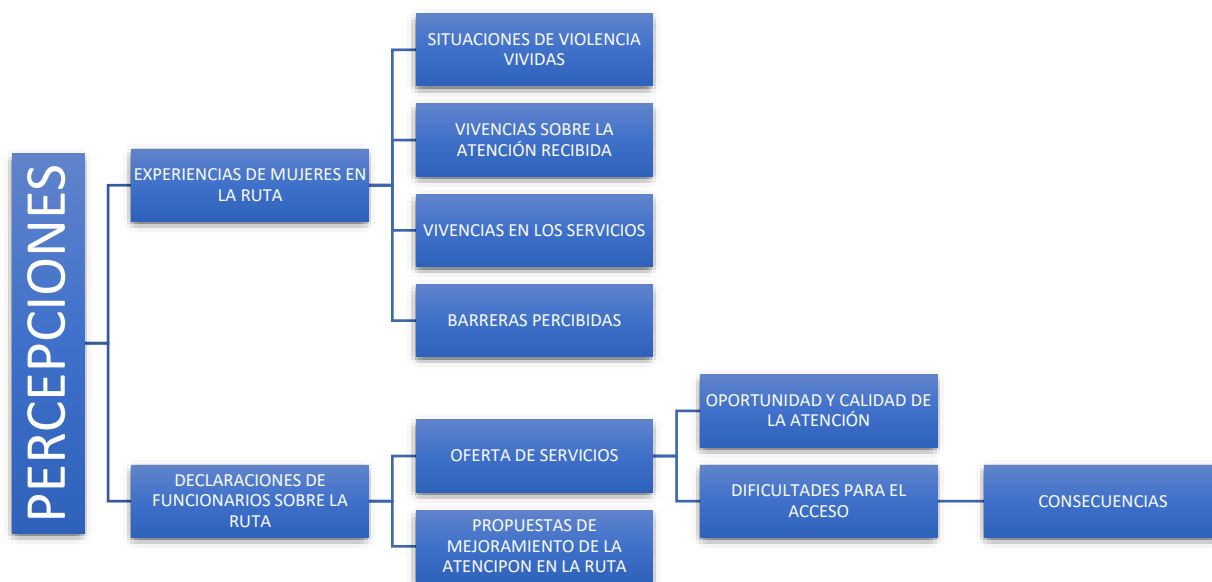 PERCEPCIONES
EXPERIENCIAS DE MUJERES EN
LA RUTA
SITUACIONES DE VIOLENCIA
VIVIDAS
VIVENCIAS SOBRE LA
ATENCIÓN RECIBIDA
VIVENCIAS EN LOS SERVICIOS
BARRERAS PERCIBIDAS
DECLARACIONES DE
FUNCIONARIOS SOBRE LA
RUTA
OFERTA DE SERVICIOS
OPORTUNIDAD Y CALIDAD DE
LA ATENCIÓN
DIFICULTADES PARA EL
ACCESO
CONSECUENCIAS
PROPUESTAS DE
MEJORAMIENTO DE LA
ATENCIPON EN LA RUTA